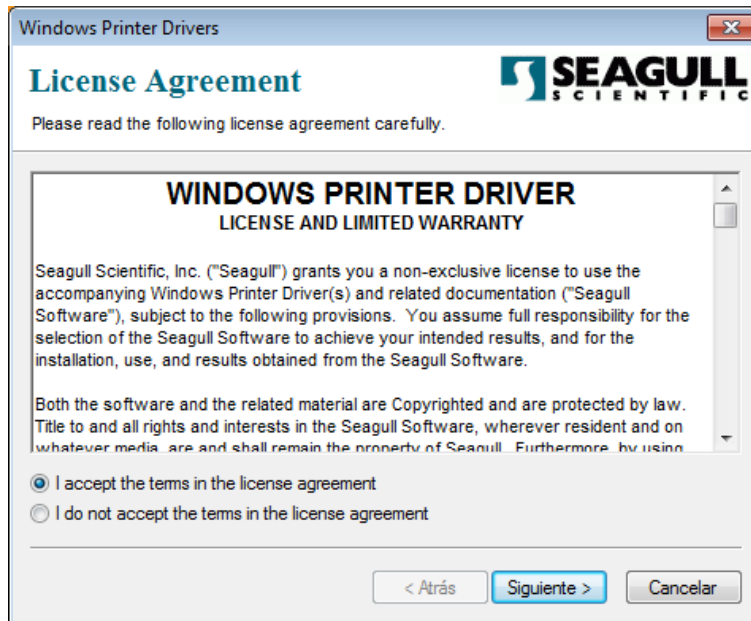 Windows Printer Drivers
License Agreement
SEAGULL
SCIENTIFIC
Please read the following license agreement carefully.
WINDOWS PRINTER DRIVER
LICENSE AND LIMITED WARRANTY
Seagull Scientific, Inc. ("Seagull") grants you a non-exclusive license to use the
accompanying Windows Printer Driver(s) and related documentation ("Seagull
Software"), subject to the following provisions. You assume full responsibility for the
selection of the Seagull Software to achieve your intended results, and for the
installation, use, and results obtained from the Seagull Software.
Both the software and the related material are Copyrighted and are protected by law.
Title to and all rights and interests in the Seagull Software, wherever resident and on
whatever media, are and shall remain the property of Seagull. Furthermore, by using
I accept the terms in the license agreement
I do not accept the terms in the license agreement
< Atrás
Siguiente >
Cancelar